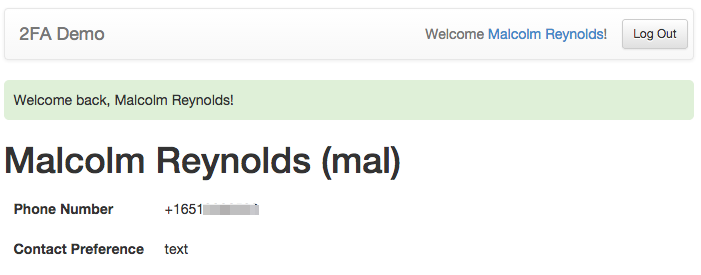 2FA Demo Welcome Malcolm Reynolds! Log Out
Welcome back, Malcolm Reynolds!
Malcolm Reynolds (mal)
Phone Number +1651
Contact Preference text